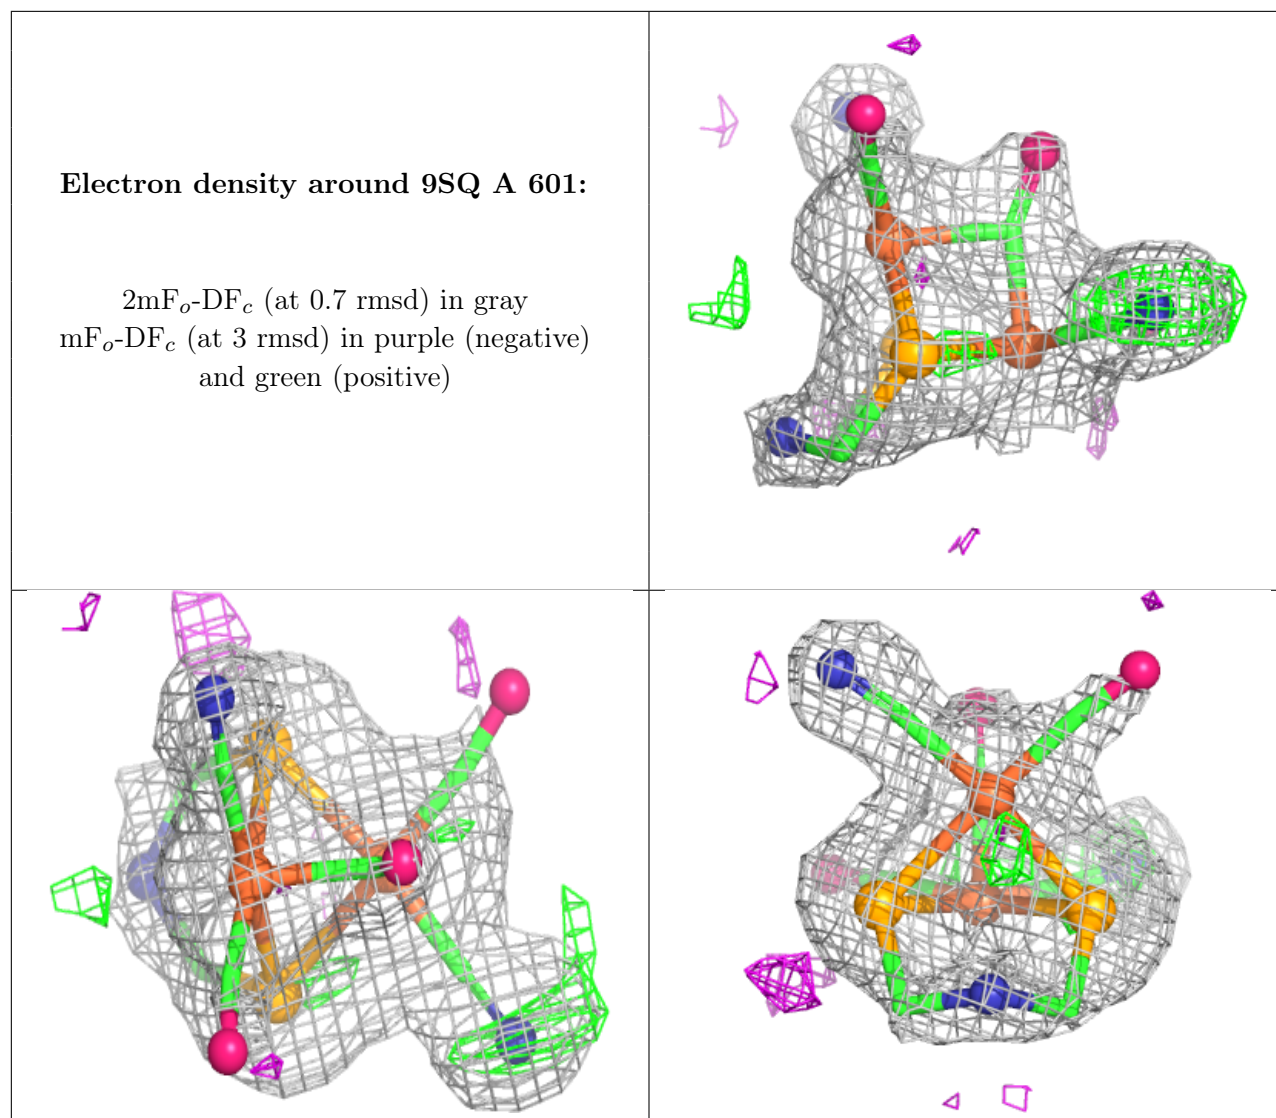 Electron density around 9SQ A 601:
2mFo-DFc (at 0.7 rmsd) in gray
mFo-DFc (at 3 rmsd) in purple (negative)
and green (positive)